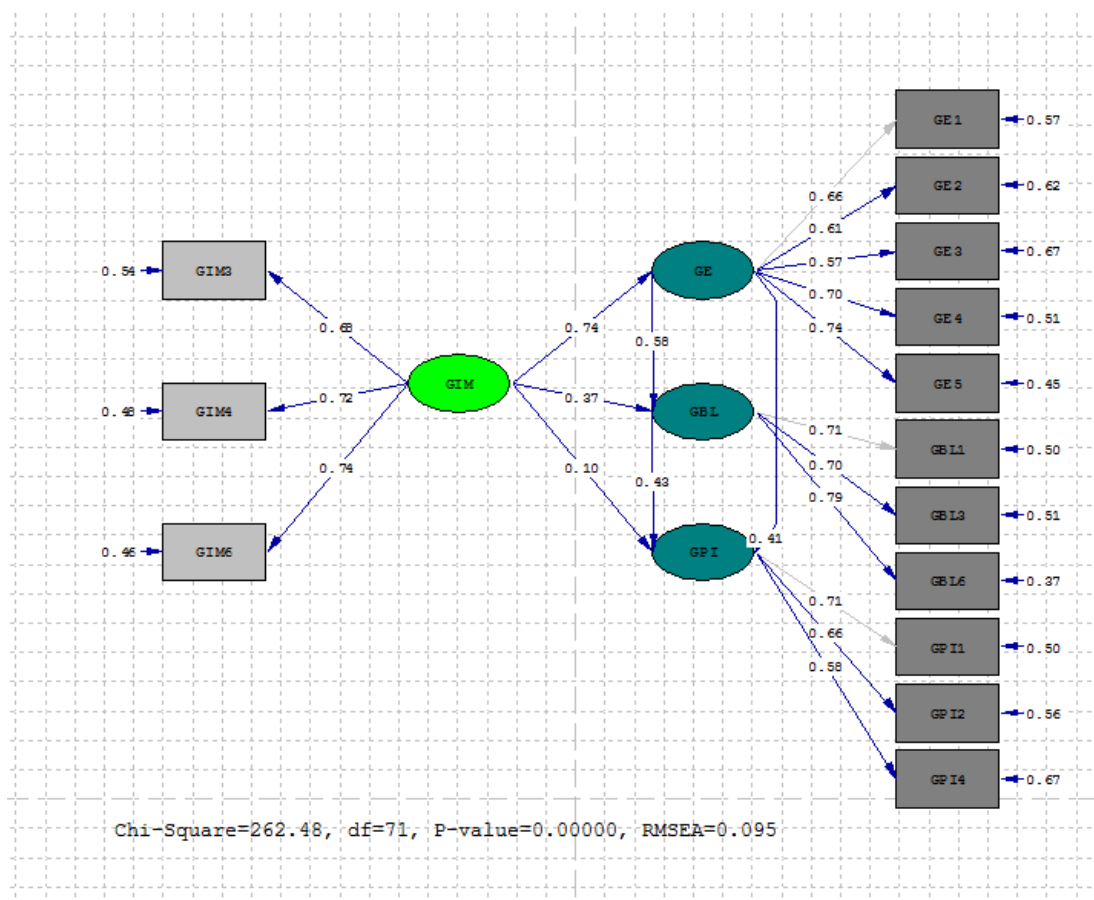 GE1
0.57
GE2
0.62
0.66
0.61
GE3
0.67
0.57
GE
GIM3
0.54
0.70
GE4
0.51
0.68
0.74
0.74
0.58
GE5
0.45
GIM
0.37
0.72
GIM4
0.48
GBL
0.71
GBL1
0.50
0.74
0.10
0.43
0.70
0.79
GBL3
0.51
0.41
GIM6
0.46
GPI
GBL6
0.37
0.71
0.66
0.58
GPI1
0.50
GPI2
0.56
GPI4
0.67
Chi-Square=262.48, df=71, P-value=0.00000, RMSEA=0.095